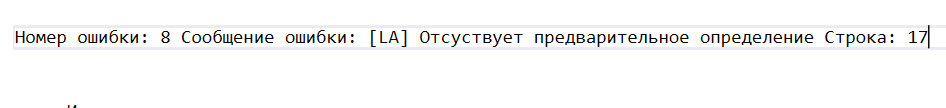 Номер ошибки: 8 Сообщение ошибки: [LA] Отсуствует предварительное определение Строка: 17